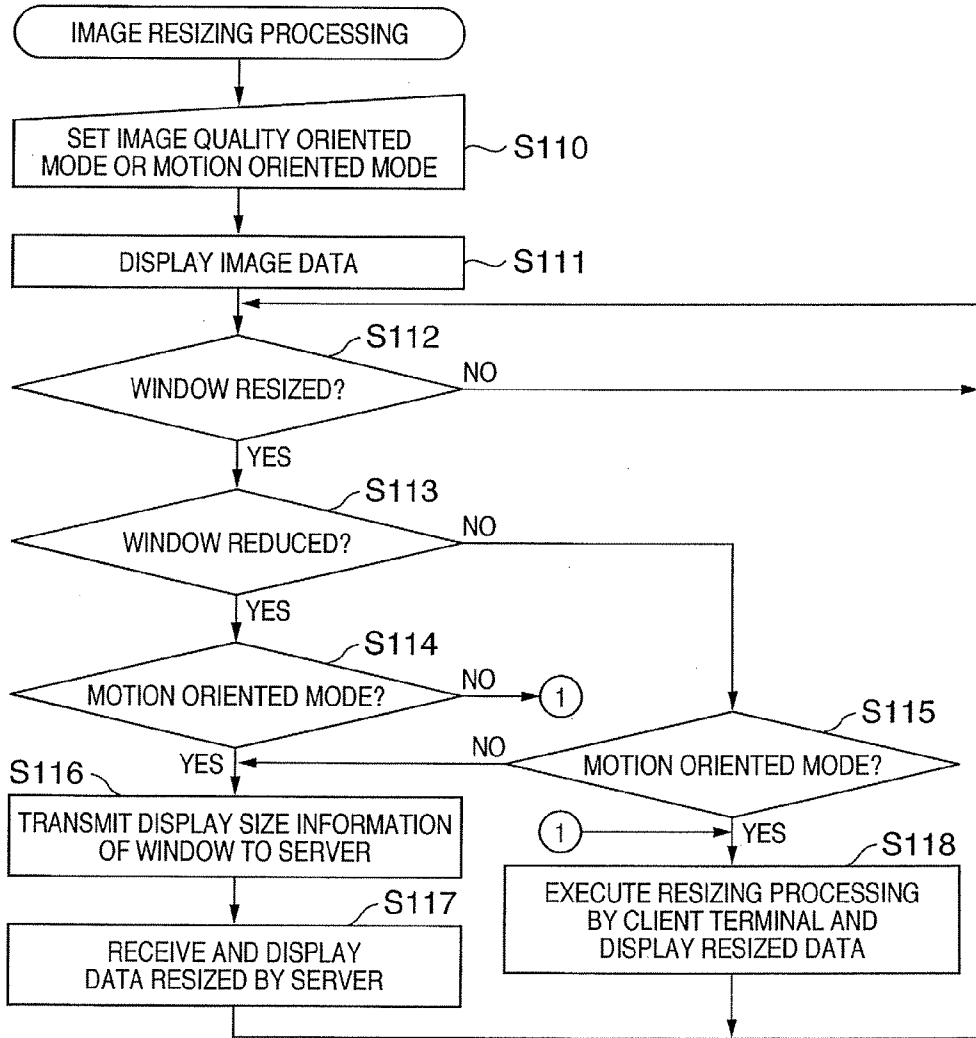 IMAGE RESIZING PROCESSING
SET IMAGE QUALITY ORIENTED
MODE OR MOTION ORIENTED MODE
S110
DISPLAY IMAGE DATA
S111
S112
WINDOW RESIZED?
NO
YES
S113
WINDOW REDUCED?
NO
YES
S114
MOTION ORIENTED MODE?
NO
1
YES
S115
MOTION ORIENTED MODE?
NO
YES
S116
TRANSMIT DISPLAY SIZE INFORMATION
OF WINDOW TO SERVER
1
S118
EXECUTE RESIZING PROCESSING
BY CLIENT TERMINAL AND
DISPLAY RESIZED DATA
S117
RECEIVE AND DISPLAY
DATA RESIZED BY SERVER